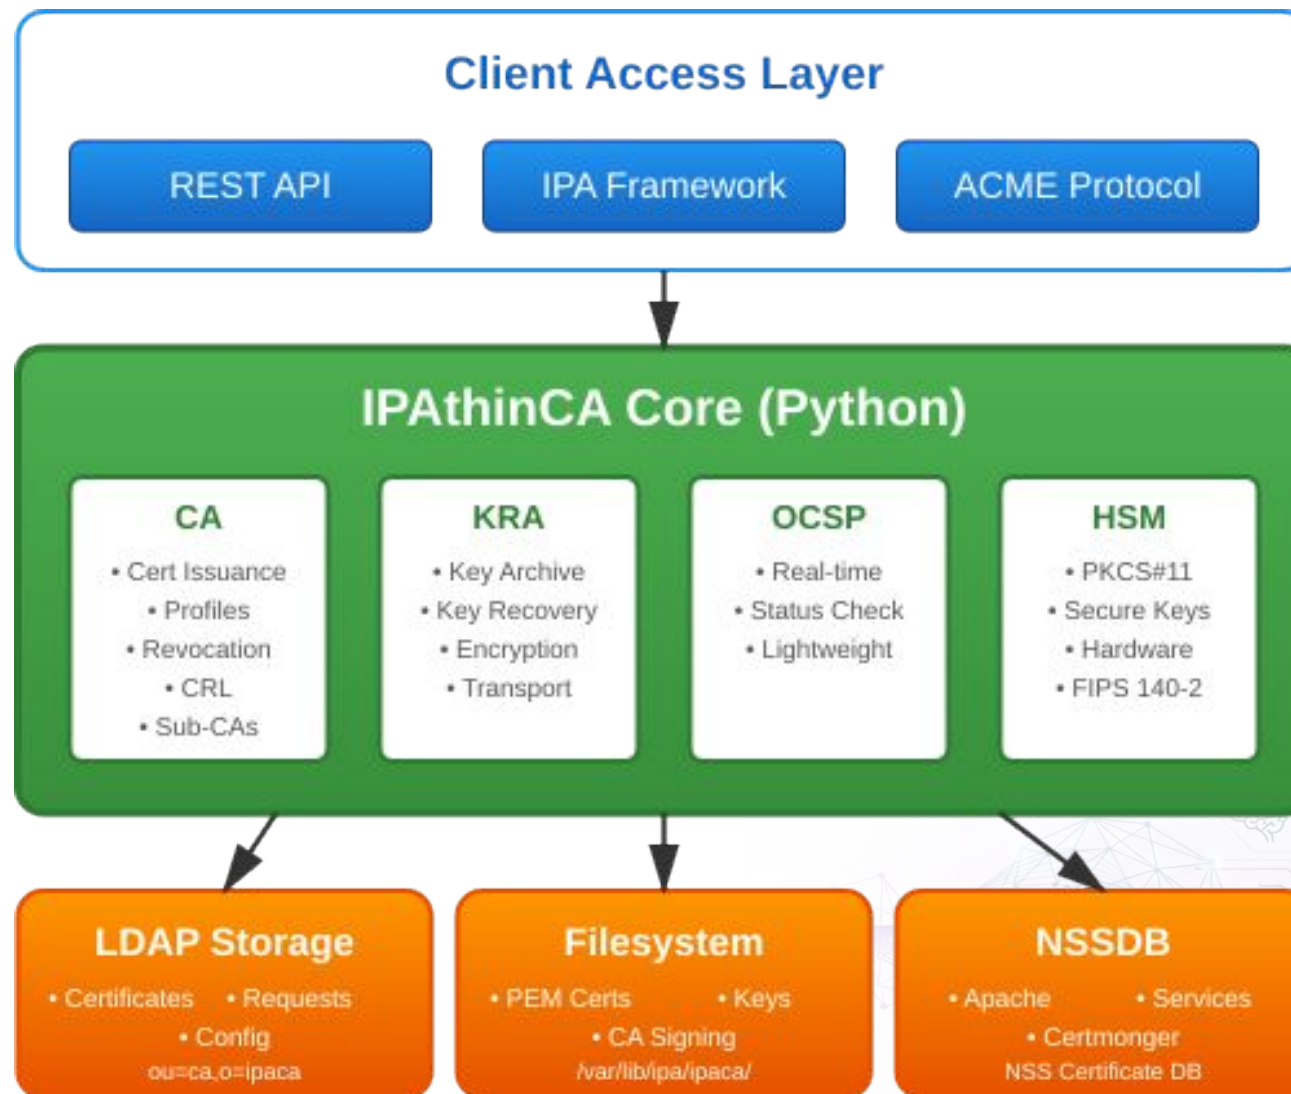 Client Access Layer
REST API
IPA Framework
ACME Protocol
IPAthinCA Core (Python)
CA
• Cert Issuance
• Profiles
• Revocation
• CRL
• Sub-CAs
KRA
• Key Archive
• Key Recovery
• Encryption
• Transport
OCSP
• Real-time
• Status Check
• Lightweight
HSM
• PKCS#11
• Secure Keys
• Hardware
• FIPS 140-2
LDAP Storage
• Certificates • Requests
• Config
ou=ca,o=ipaca
Filesystem
• PEM Certs • Keys
• CA Signing
/var/lib/ipa/ipaca/
NSSDB
• Apache • Services
• Certmonger
NSS Certificate DB